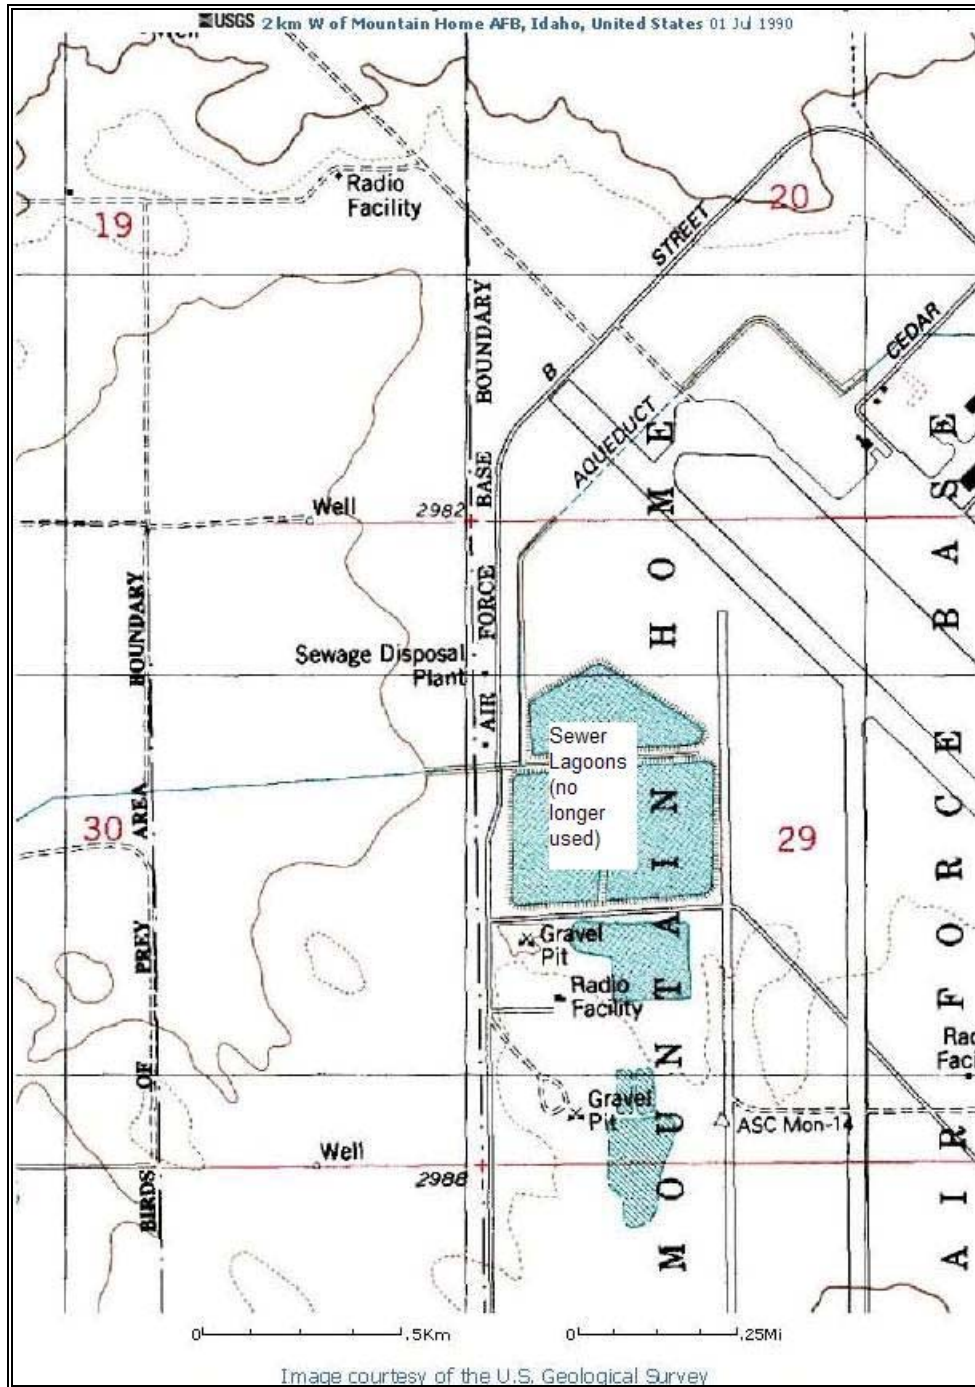 USGS 2 km W of Mountain Home AFB, Idaho, United States 01 Jul 1990
Well
Radio
Facility
19
20
STREET
B
CEDAR
AQUEDUCT
Well
2982
AIR FORCE BASE BOUNDARY
MOUNTAIN HOME
AIR FORCE BASE
Sewage Disposal
Plant
Sewer
Lagoons
(no
longer
used)
30
29
BIRDS OF PREY AREA BOUNDARY
Gravel
Pit
Radio
Facility
Gravel
Pit
ASC Mon-14
Well
2988
0 .5Km 0 .25Mi
Image courtesy of the U.S. Geological Survey